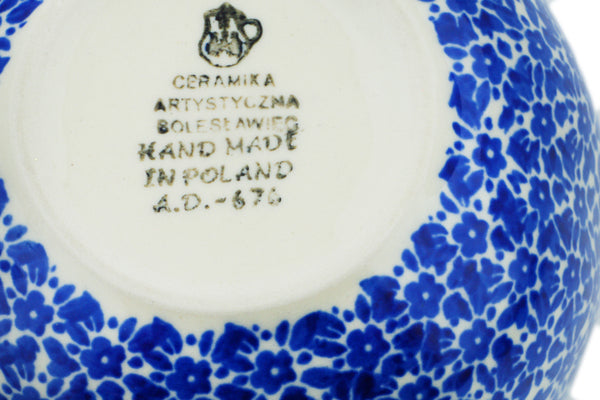 CERAMIKA
ARTYSTYCZNA
BOLESŁAWIEC
HAND MADE
IN POLAND
A.D.-676